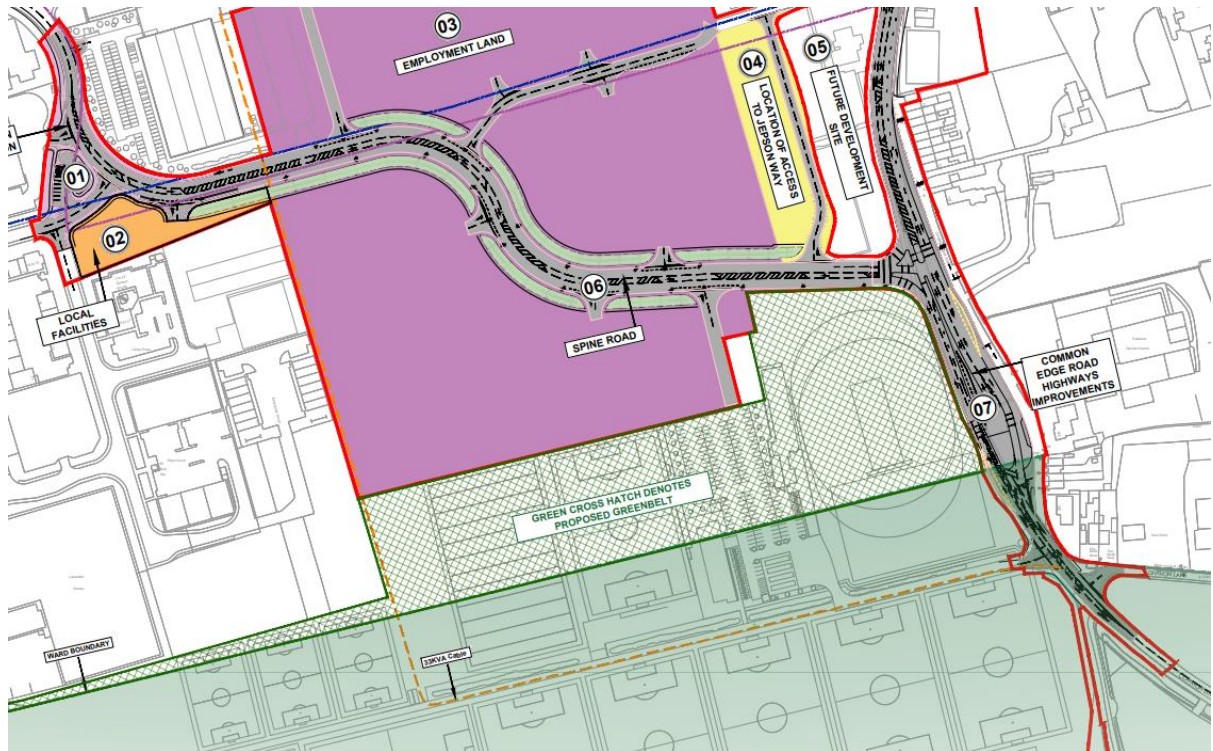 03
EMPLOYMENT LAND
04
LOCATION OF ACCESS
TO JEPSON WAY
05
FUTURE DEVELOPMENT
SITE
N
01
02
LOCAL
FACILITIES
06
SPINE ROAD
COMMON
EDGE ROAD
HIGHWAYS
IMPROVEMENTS
07
GREEN CROSS HATCH DENOTES
PROPOSED GREENBELT
WARD BOUNDARY
33KVA Cable